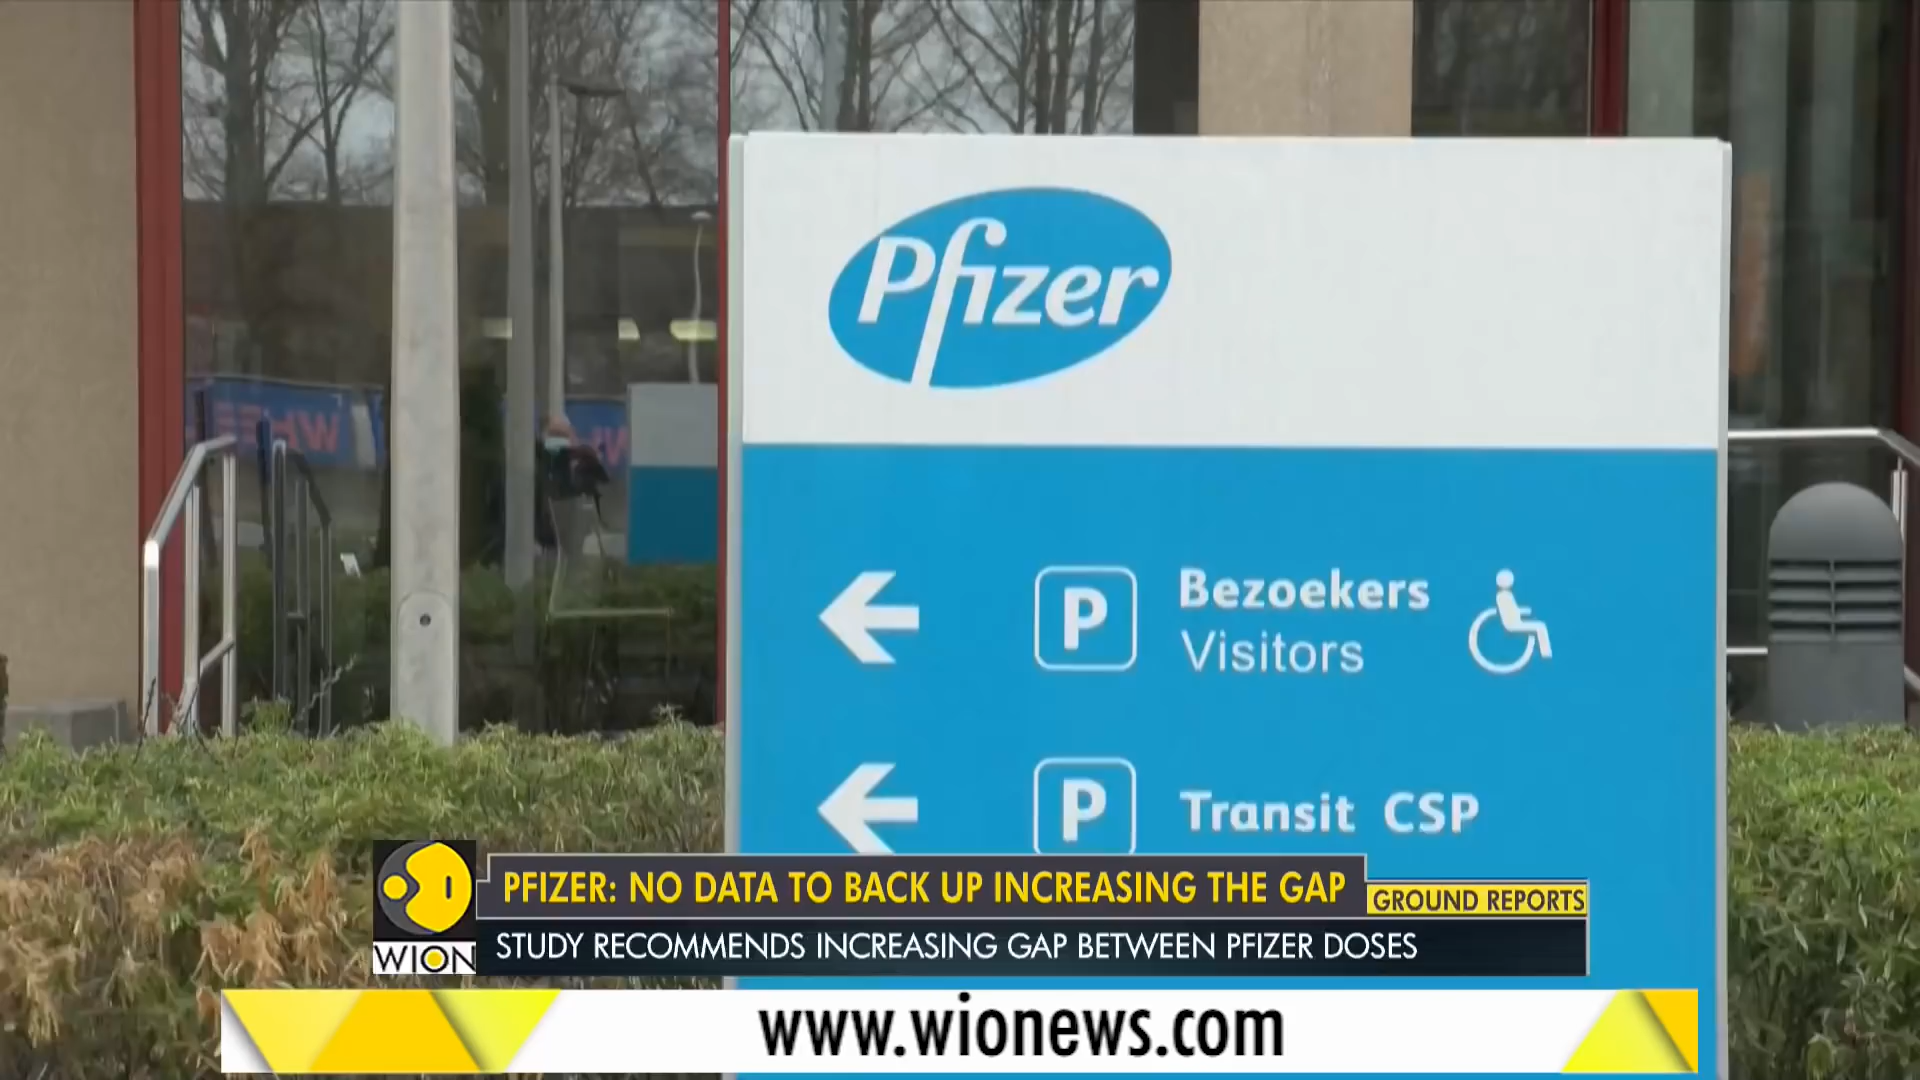 Pfizer
P Bezoekers
Visitors
P Transit CSP
PFIZER: NO DATA TO BACK UP INCREASING THE GAP
GROUND REPORTS
WION
STUDY RECOMMENDS INCREASING GAP BETWEEN PFIZER DOSES
www.wionews.com